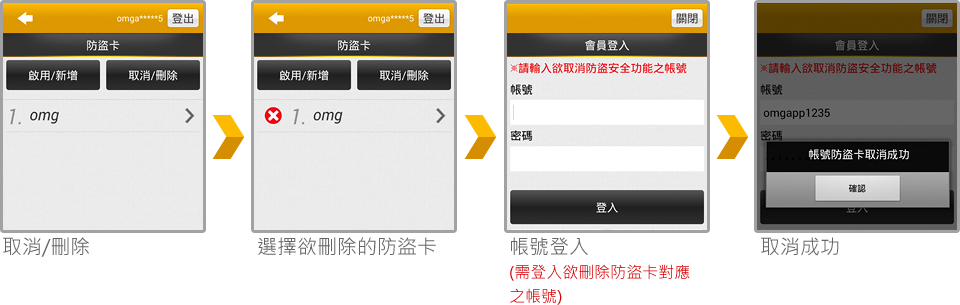 omga*****5 登出
防盜卡
啟用/新增 取消/刪除
1. omg
取消/刪除
omga*****5 登出
防盜卡
啟用/新增 取消/刪除
1. omg
選擇欲刪除的防盜卡
關閉
會員登入
※請輸入欲取消防盜安全功能之帳號
帳號
密碼
登入
帳號登入
(需登入欲刪除防盜卡對應
之帳號)
關閉
會員登入
※請輸入欲取消防盜安全功能之帳號
帳號
omgapp1235
密碼
帳號防盜卡取消成功
確認
登入
取消成功